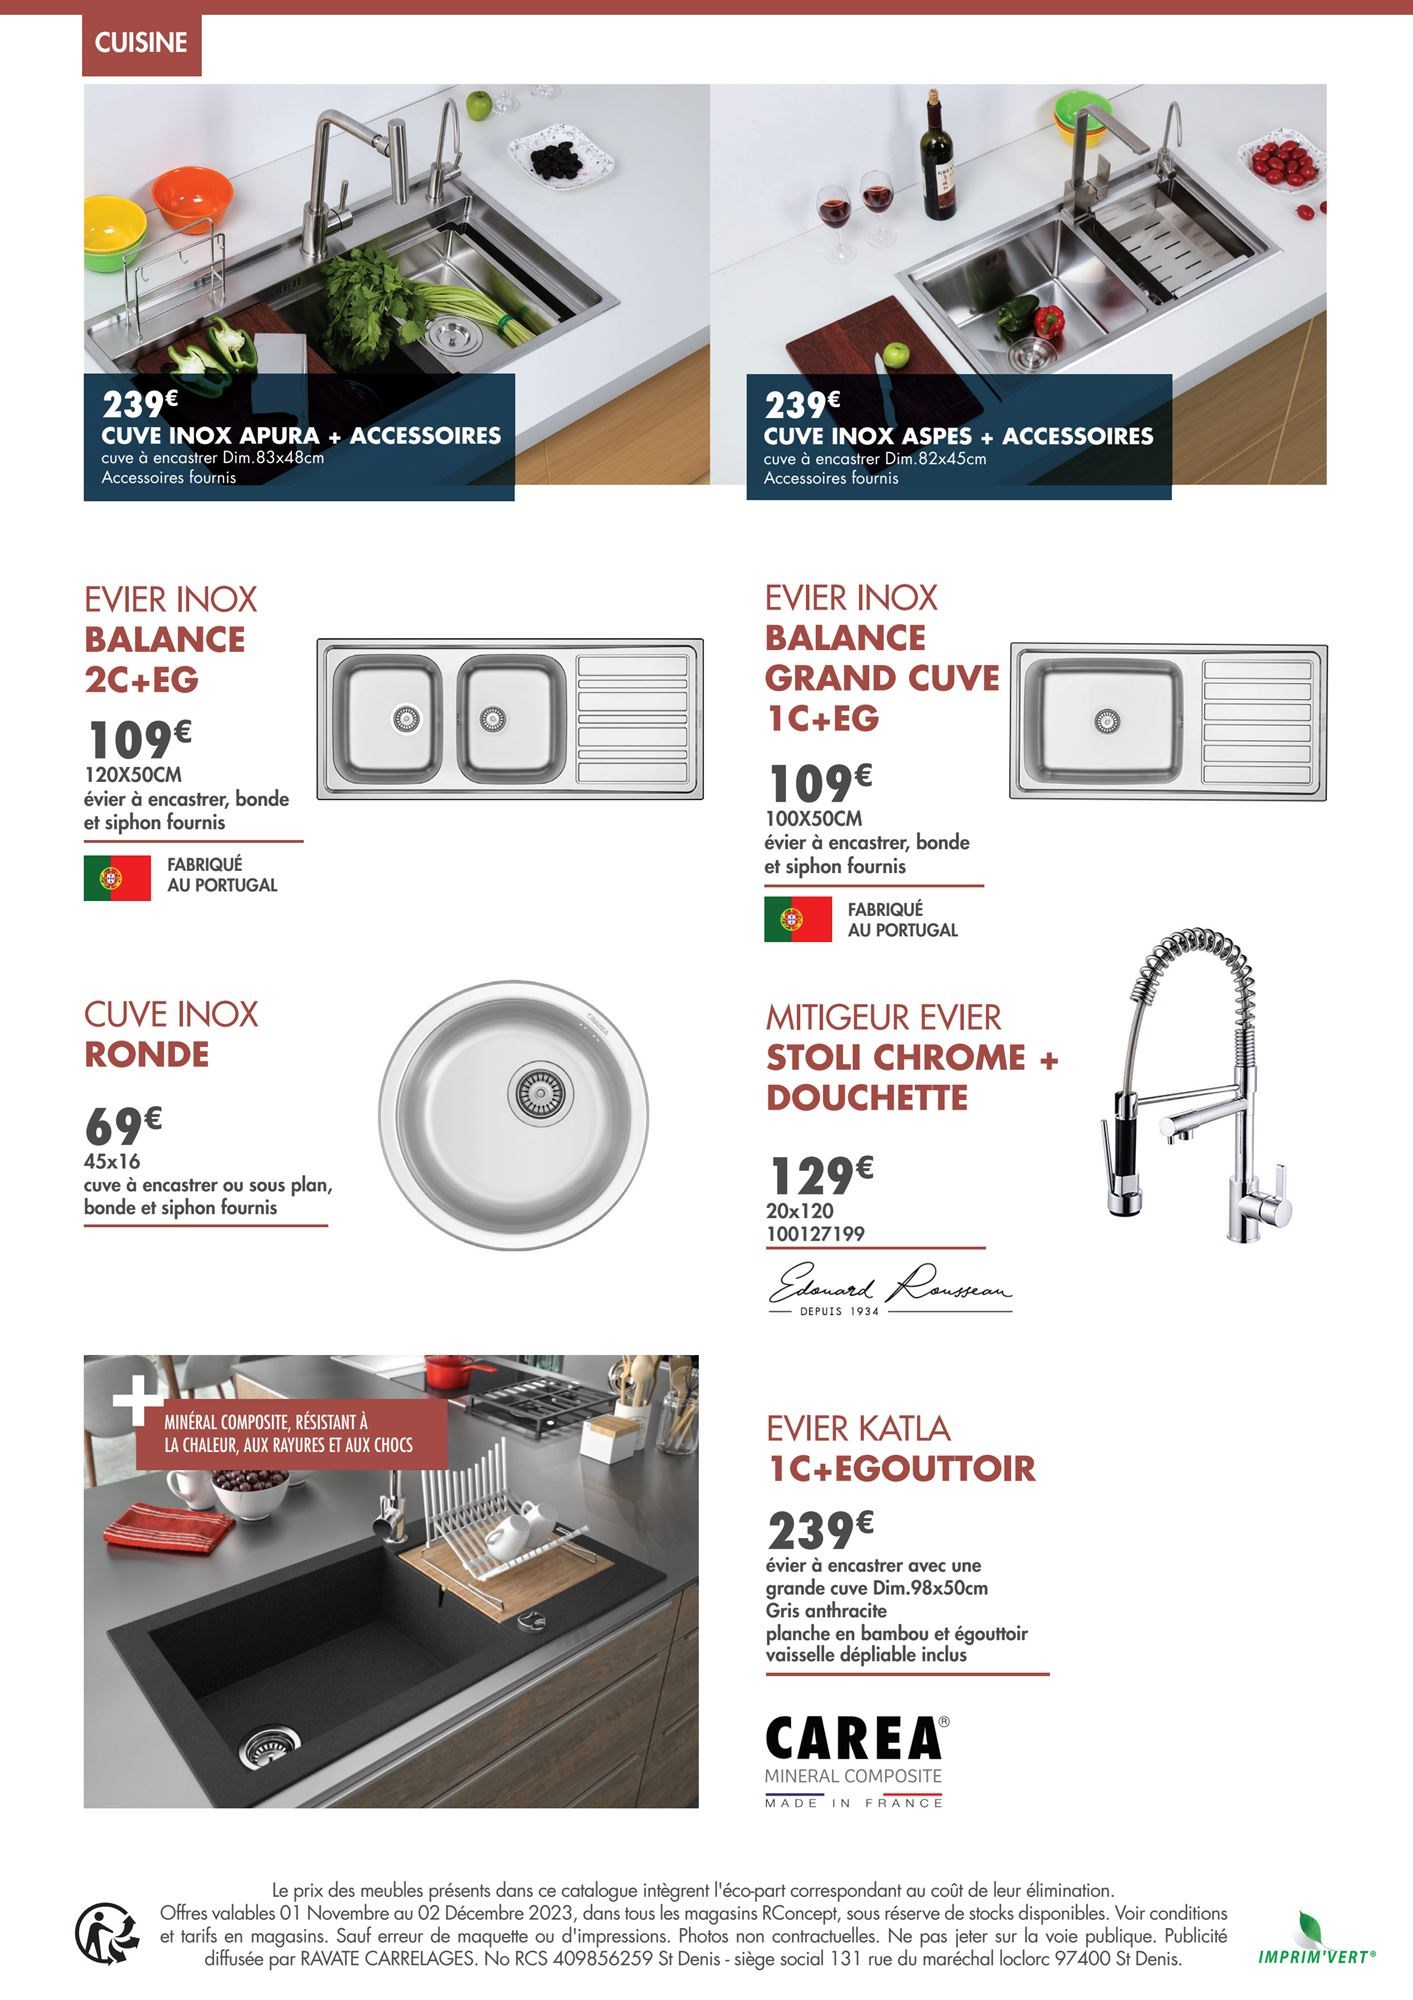 CUISINE
239€
CUVE INOX APURA + ACCESSOIRES
cuve à encastrer Dim.83x48cm
Accessoires fournis
239€
CUVE INOX ASPES + ACCESSOIRES
cuve à encastrer Dim.82x45cm
Accessoires fournis
EVIER INOX
BALANCE
2C+EG
109€
120X50CM
évier à encastrer, bonde
et siphon fournis
FABRIQUÉ
AU PORTUGAL
EVIER INOX
BALANCE
GRAND CUVE
1C+EG
109€
100X50CM
évier à encastrer, bonde
et siphon fournis
FABRIQUÉ
AU PORTUGAL
CUVE INOX
RONDE
69€
45x16
cuve à encastrer ou sous plan,
bonde et siphon fournis
MITIGEUR EVIER
STOLI CHROME +
DOUCHETTE
129€
20x120
100127199
Edouard Rousseau
DEPUIS 1934
+
MINÉRAL COMPOSITE, RÉSISTANT À
LA CHALEUR, AUX RAYURES ET AUX CHOCS
EVIER KATLA
1C+EGOUTTOIR
239€
évier à encastrer avec une
grande cuve Dim.98x50cm
Gris anthracite
planche en bambou et égouttoir
vaisselle dépliable inclus
CAREA®
MINERAL COMPOSITE
MADE IN FRANCE
Le prix des meubles présents dans ce catalogue intègrent l'éco-part correspondant au coût de leur élimination.
Offres valables 01 Novembre au 02 Décembre 2023, dans tous les magasins RConcept, sous réserve de stocks disponibles. Voir conditions
et tarifs en magasins. Sauf erreur de maquette ou d'impressions. Photos non contractuelles. Ne pas jeter sur la voie publique. Publicité
diffusée par RAVATE CARRELAGES. No RCS 409856259 St Denis - siège social 131 rue du maréchal loclorc 97400 St Denis.
IMPRIM'VERT®